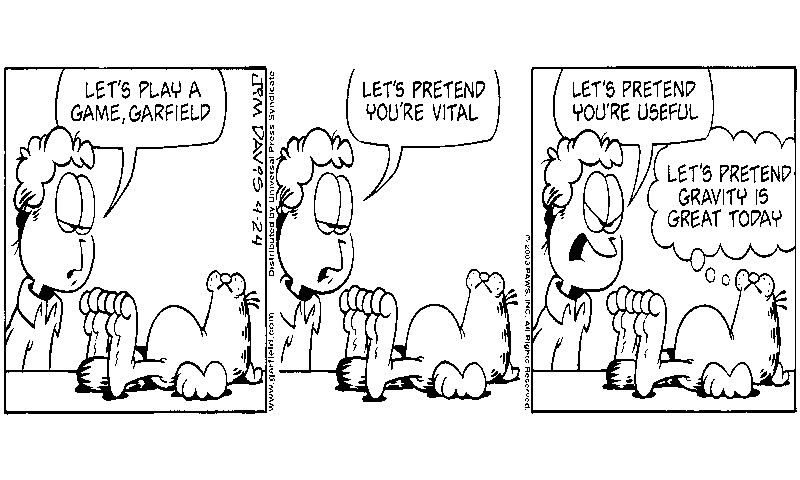 LET'S PLAY A
GAME, GARFIELD
JIM DAVIS 4-24
www.garfield.com
Distributed by Universal Press Syndicate
LET'S PRETEND
YOU'RE VITAL
© 2003 PAWS, INC. All Rights Reserved.
LET'S PRETEND
YOU'RE USEFUL
LET'S PRETEND
GRAVITY IS
GREAT TODAY